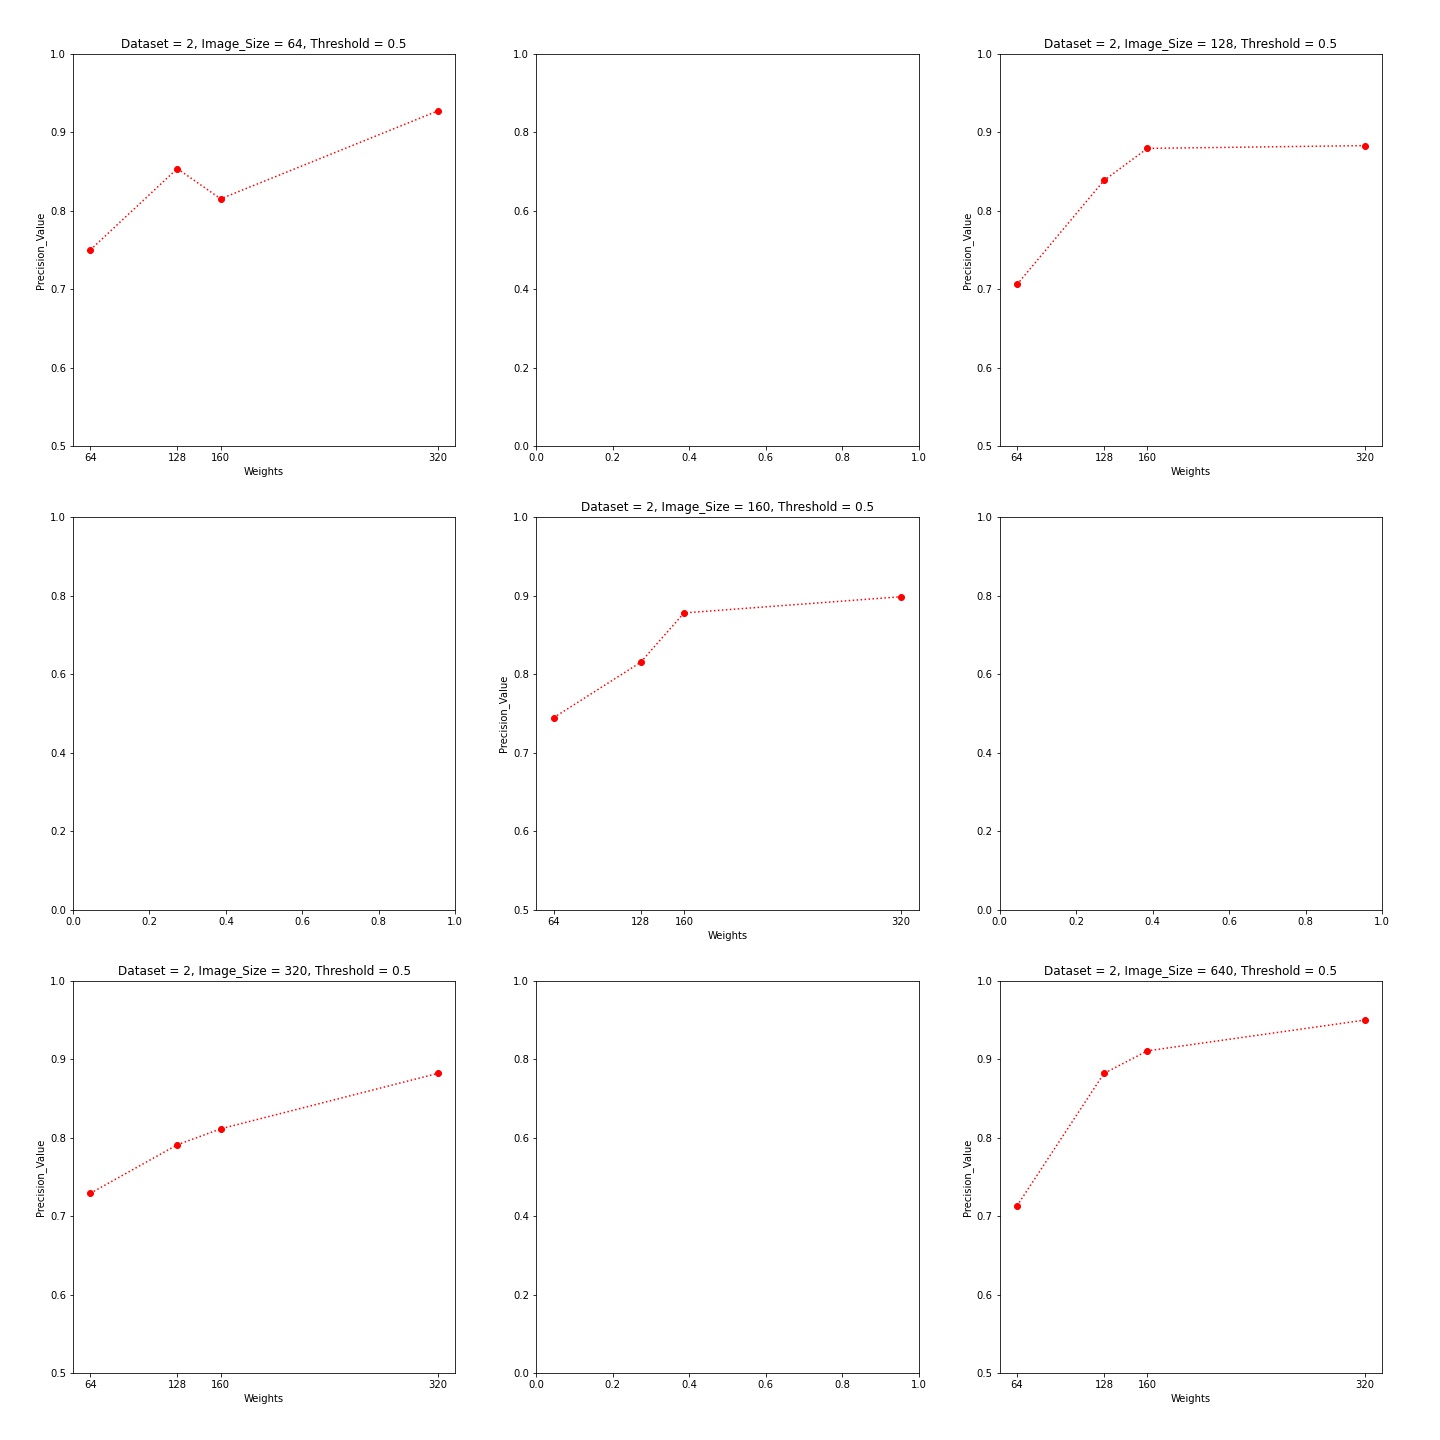 Dataset = 2, Image_Size = 64, Threshold = 0.5
1.0
0.9
0.8
0.7
0.6
0.5
Precision_Value
64 128 160 320
Weights
1.0
0.8
0.6
0.4
0.2
0.0
0.0 0.2 0.4 0.6 0.8 1.0
Dataset = 2, Image_Size = 128, Threshold = 0.5
1.0
0.9
0.8
0.7
0.6
0.5
Precision_Value
64 128 160 320
Weights
1.0
0.8
0.6
0.4
0.2
0.0
0.0 0.2 0.4 0.6 0.8 1.0
Dataset = 2, Image_Size = 160, Threshold = 0.5
1.0
0.9
0.8
0.7
0.6
0.5
Precision_Value
64 128 160 320
Weights
1.0
0.8
0.6
0.4
0.2
0.0
0.0 0.2 0.4 0.6 0.8 1.0
Dataset = 2, Image_Size = 320, Threshold = 0.5
1.0
0.9
0.8
0.7
0.6
0.5
Precision_Value
64 128 160 320
Weights
1.0
0.8
0.6
0.4
0.2
0.0
0.0 0.2 0.4 0.6 0.8 1.0
Dataset = 2, Image_Size = 640, Threshold = 0.5
1.0
0.9
0.8
0.7
0.6
0.5
Precision_Value
64 128 160 320
Weights